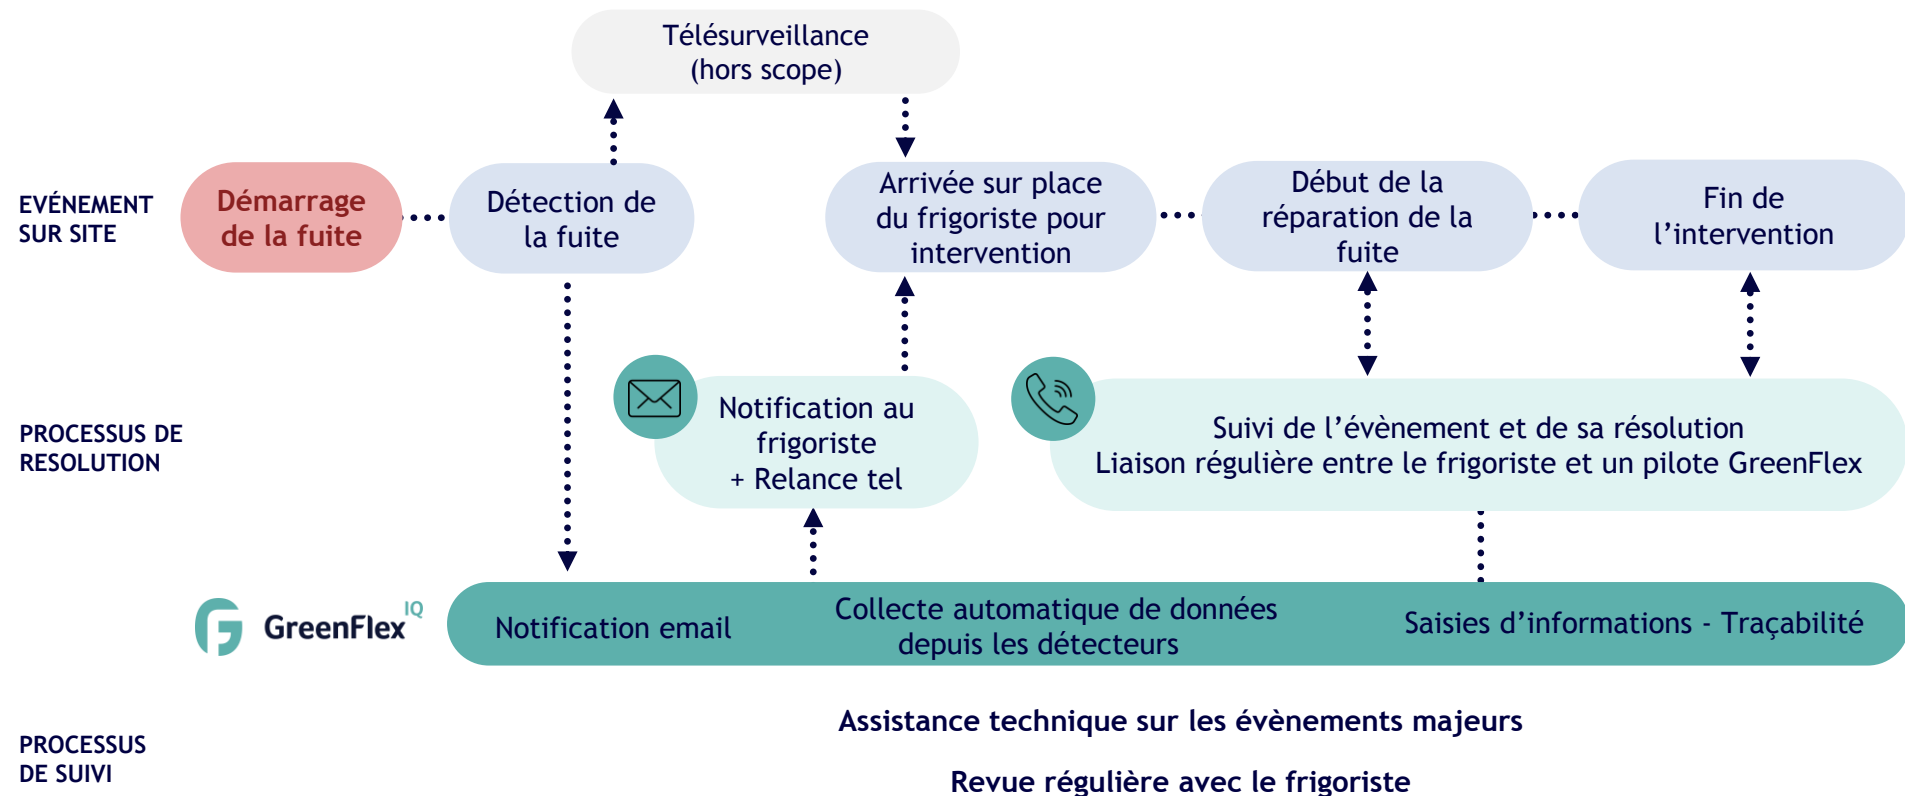 Télésurveillance
(hors scope)
EVÉNEMENT
SUR SITE
Démarrage
de la fuite
Détection de
la fuite
Arrivée sur place
du frigoriste pour
intervention
Début de la
réparation de la
fuite
Fin de
l’intervention
PROCESSUS DE
RESOLUTION
Notification au
frigoriste
+ Relance tel
Suivi de l’évènement et de sa résolution
Liaison régulière entre le frigoriste et un pilote GreenFlex
GreenFlex IQ
Notification email
Collecte automatique de données
depuis les détecteurs
Saisies d’informations - Traçabilité
PROCESSUS
DE SUIVI
Assistance technique sur les évènements majeurs
Revue régulière avec le frigoriste